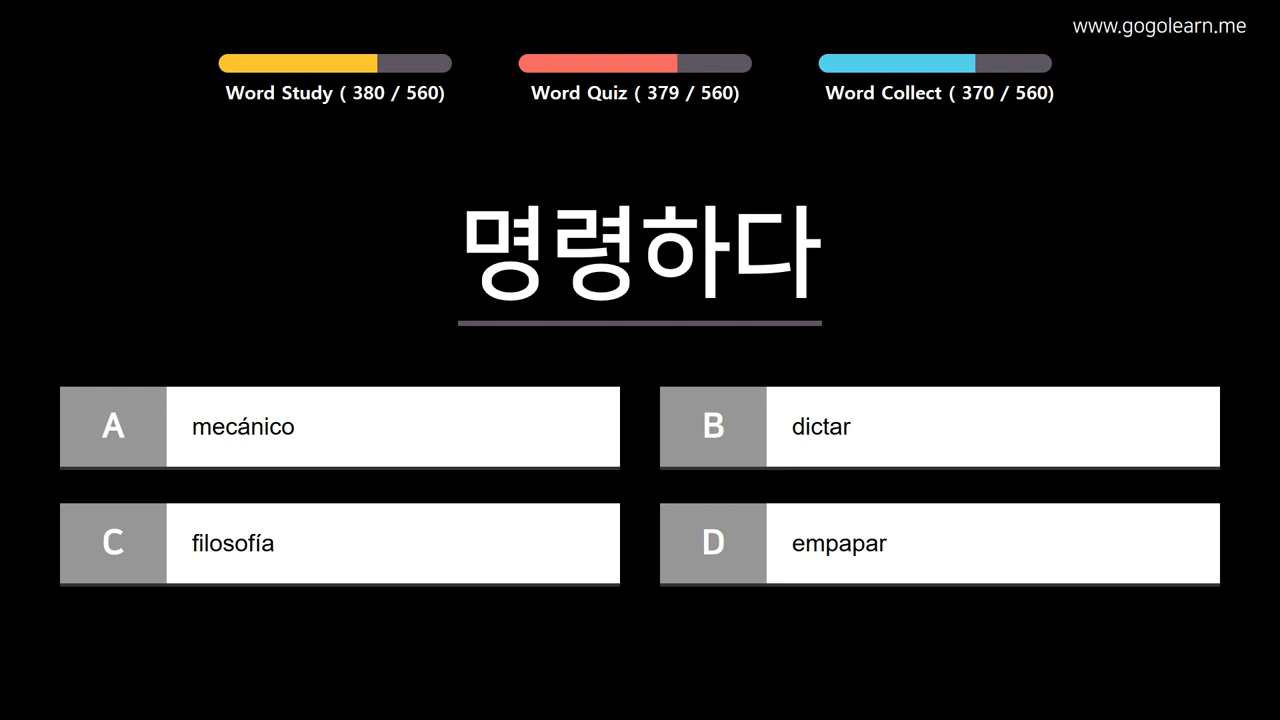 www.gogolearn.me
Word Study ( 380 / 560)
Word Quiz ( 379 / 560)
Word Collect ( 370 / 560)
명령하다
A mecánico
B dictar
C filosofía
D empapar